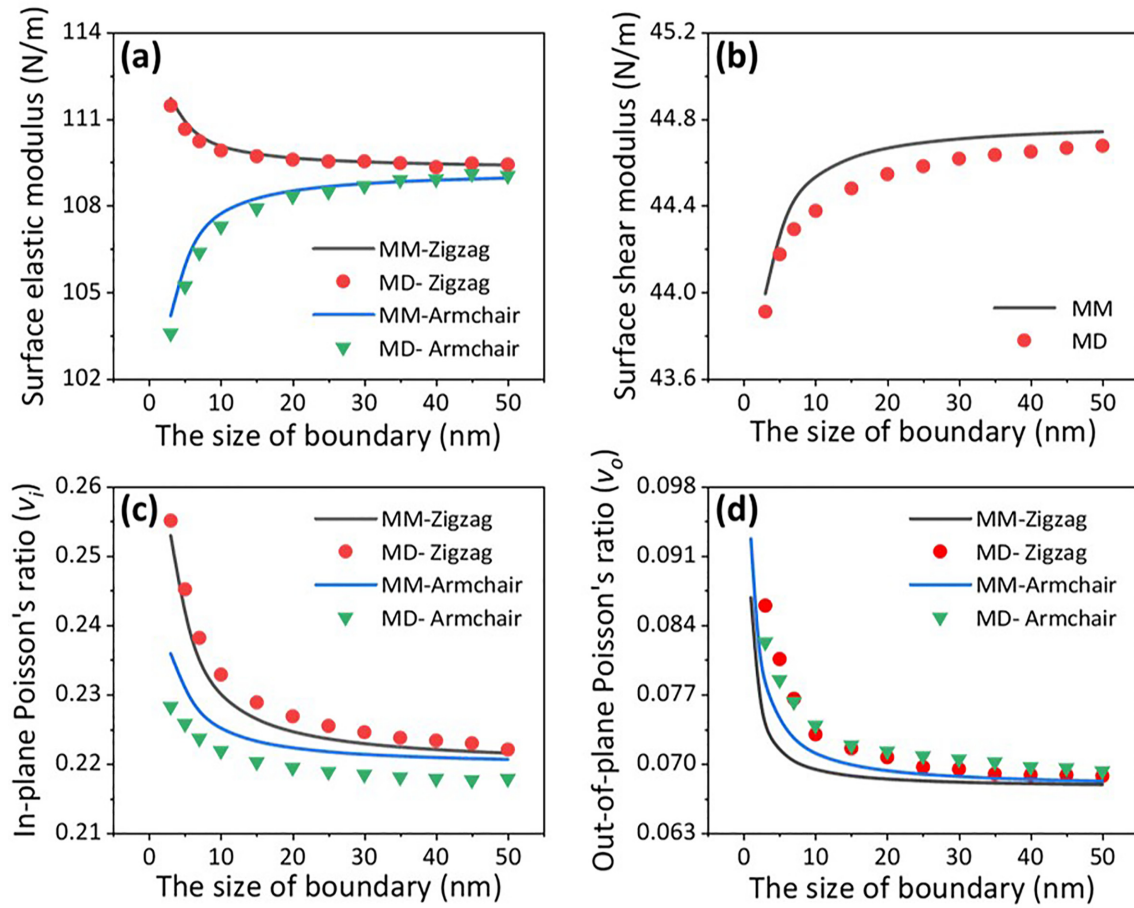 (a)
Surface elastic modulus (N/m)
114
111
108
105
102
MM-Zigzag
MD- Zigzag
MM-Armchair
MD- Armchair
0 10 20 30 40 50
The size of boundary (nm)
(b)
Surface shear modulus (N/m)
45.2
44.8
44.4
44.0
43.6
MM
MD
0 10 20 30 40 50
The size of boundary (nm)
(c)
In-plane Poisson's ratio (νi)
0.26
0.25
0.24
0.23
0.22
0.21
MM-Zigzag
MD- Zigzag
MM-Armchair
MD- Armchair
0 10 20 30 40 50
The size of boundary (nm)
(d)
Out-of-plane Poisson's ratio (νo)
0.098
0.091
0.084
0.077
0.070
0.063
MM-Zigzag
MD- Zigzag
MM-Armchair
MD- Armchair
0 10 20 30 40 50
The size of boundary (nm)